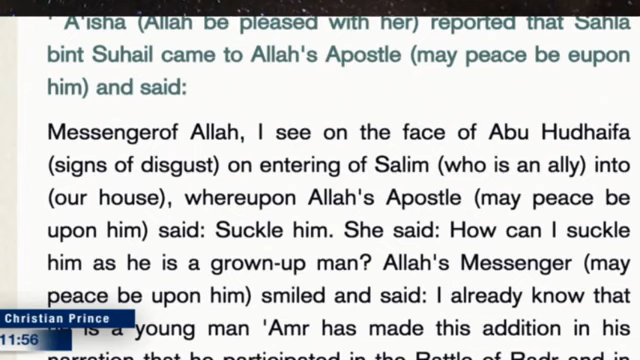 ' A'isha (Allah be pleased with her) reported that Sahla
bint Suhail came to Allah's Apostle (may peace be eupon
him) and said:
Messengerof Allah, I see on the face of Abu Hudhaifa
(signs of disgust) on entering of Salim (who is an ally) into
(our house), whereupon Allah's Apostle (may peace be
upon him) said: Suckle him. She said: How can I suckle
him as he is a grown-up man? Allah's Messenger (may
peace be upon him) smiled and said: I already know that
is a young man 'Amr has made this addition in his
narration that he participated in the Battle of Badr and in
Christian Prince
11:56